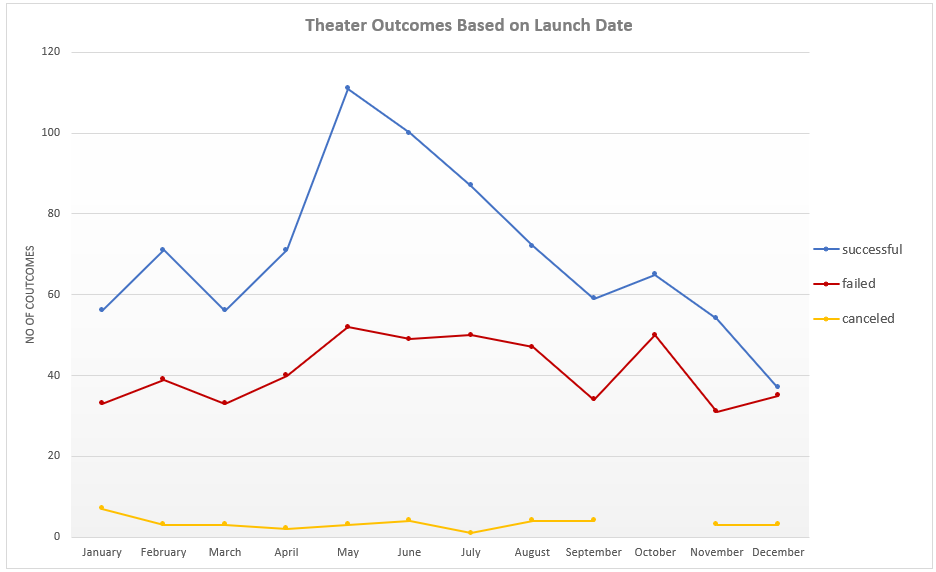 Theater Outcomes Based on Launch Date
120
100
80
60
40
20
0
NO OF COUTCOMES
January February March April May June July August September October November December
successful
failed
canceled